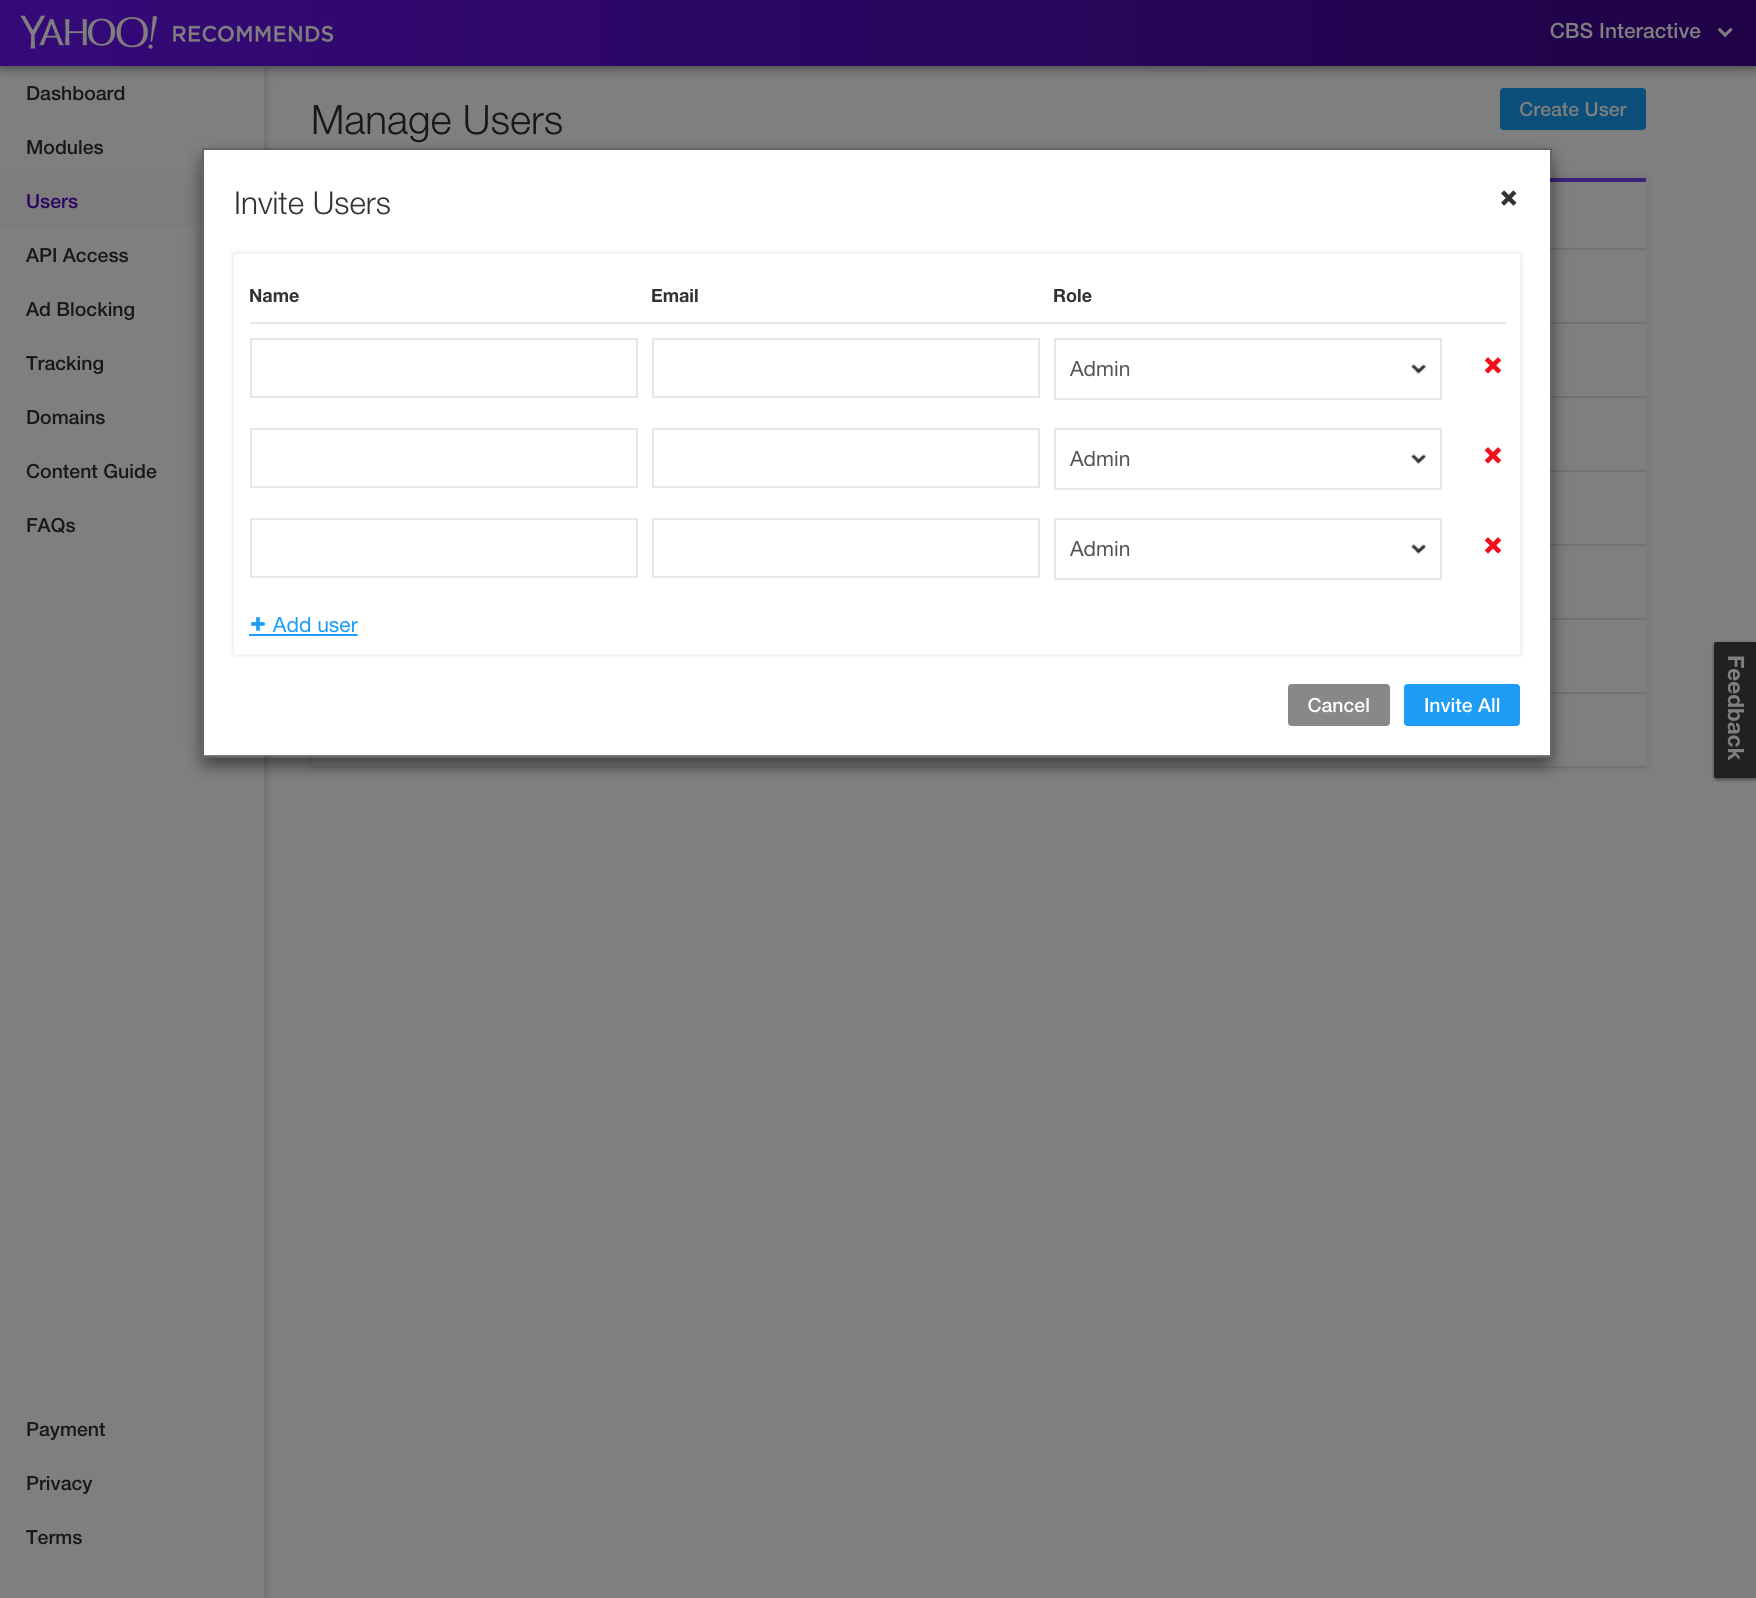 YAHOO! RECOMMENDS
CBS Interactive
Dashboard
Modules
Users
API Access
Ad Blocking
Tracking
Domains
Content Guide
FAQs
Payment
Privacy
Terms
Manage Users
Create User
Invite Users
Name Email Role
Admin
Admin
Admin
+ Add user
Cancel Invite All
Feedback